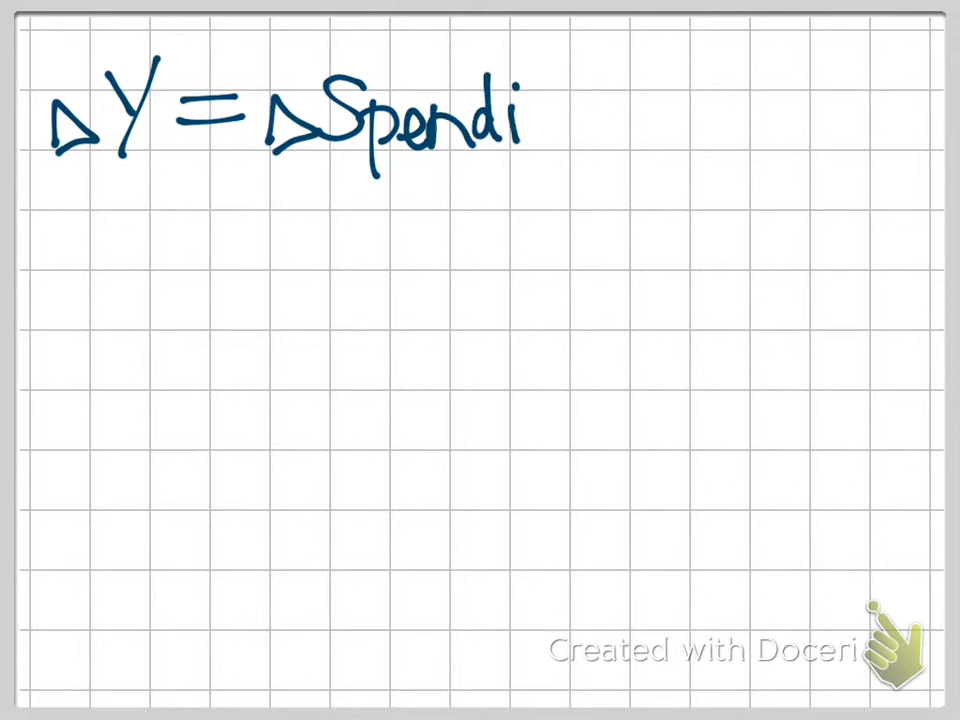 ΔY = ΔSpendi
Created with Doceri